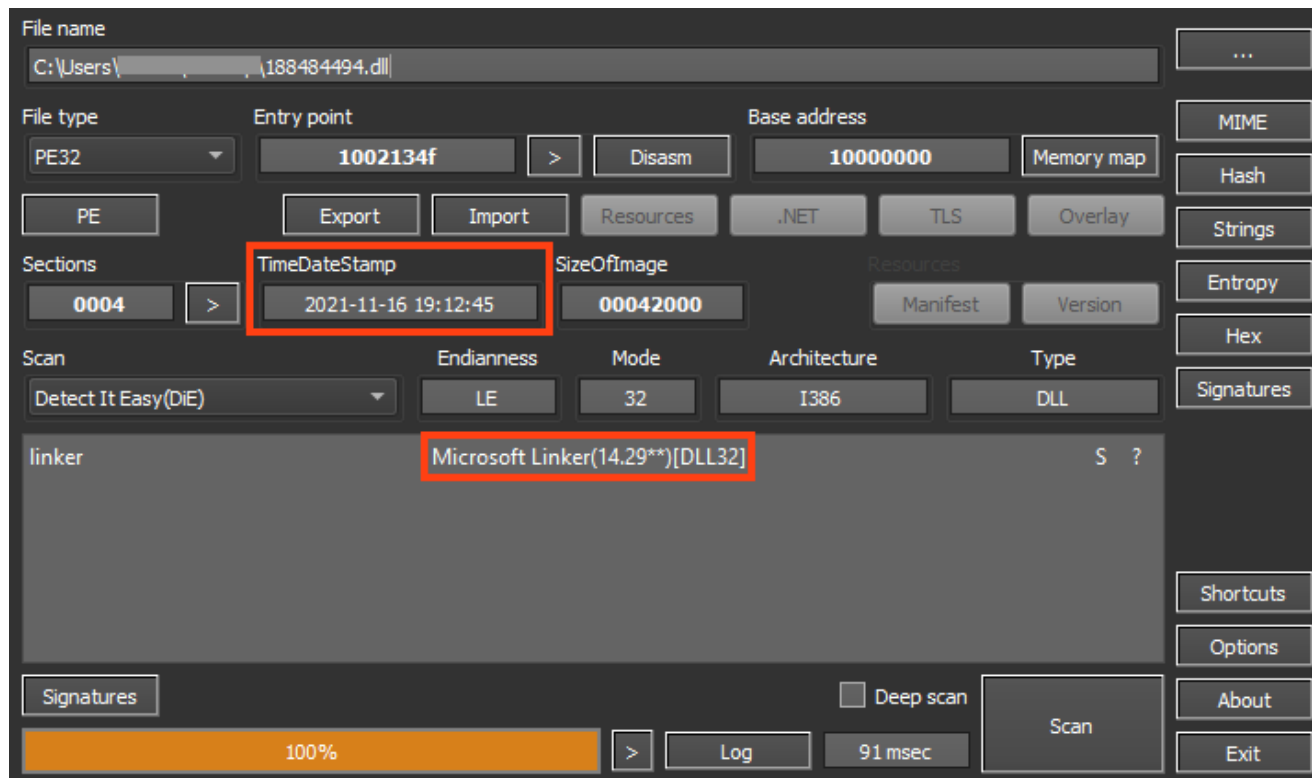 File name
C:\Users\ \188484494.dll
...
File type Entry point Base address
MIME
PE32 1002134f > Disasm 10000000 Memory map
Hash
PE Export Import Resources .NET TLS Overlay
Strings
Sections TimeDateStamp SizeOfImage Resources
Entropy
0004 > 2021-11-16 19:12:45 00042000 Manifest Version
Hex
Scan Endianness Mode Architecture Type
Detect It Easy(DiE) LE 32 I386 DLL
Signatures
linker Microsoft Linker(14.29**)[DLL32] S ?
Shortcuts
Options
Signatures Deep scan Scan
About
100% > Log 91 msec
Exit